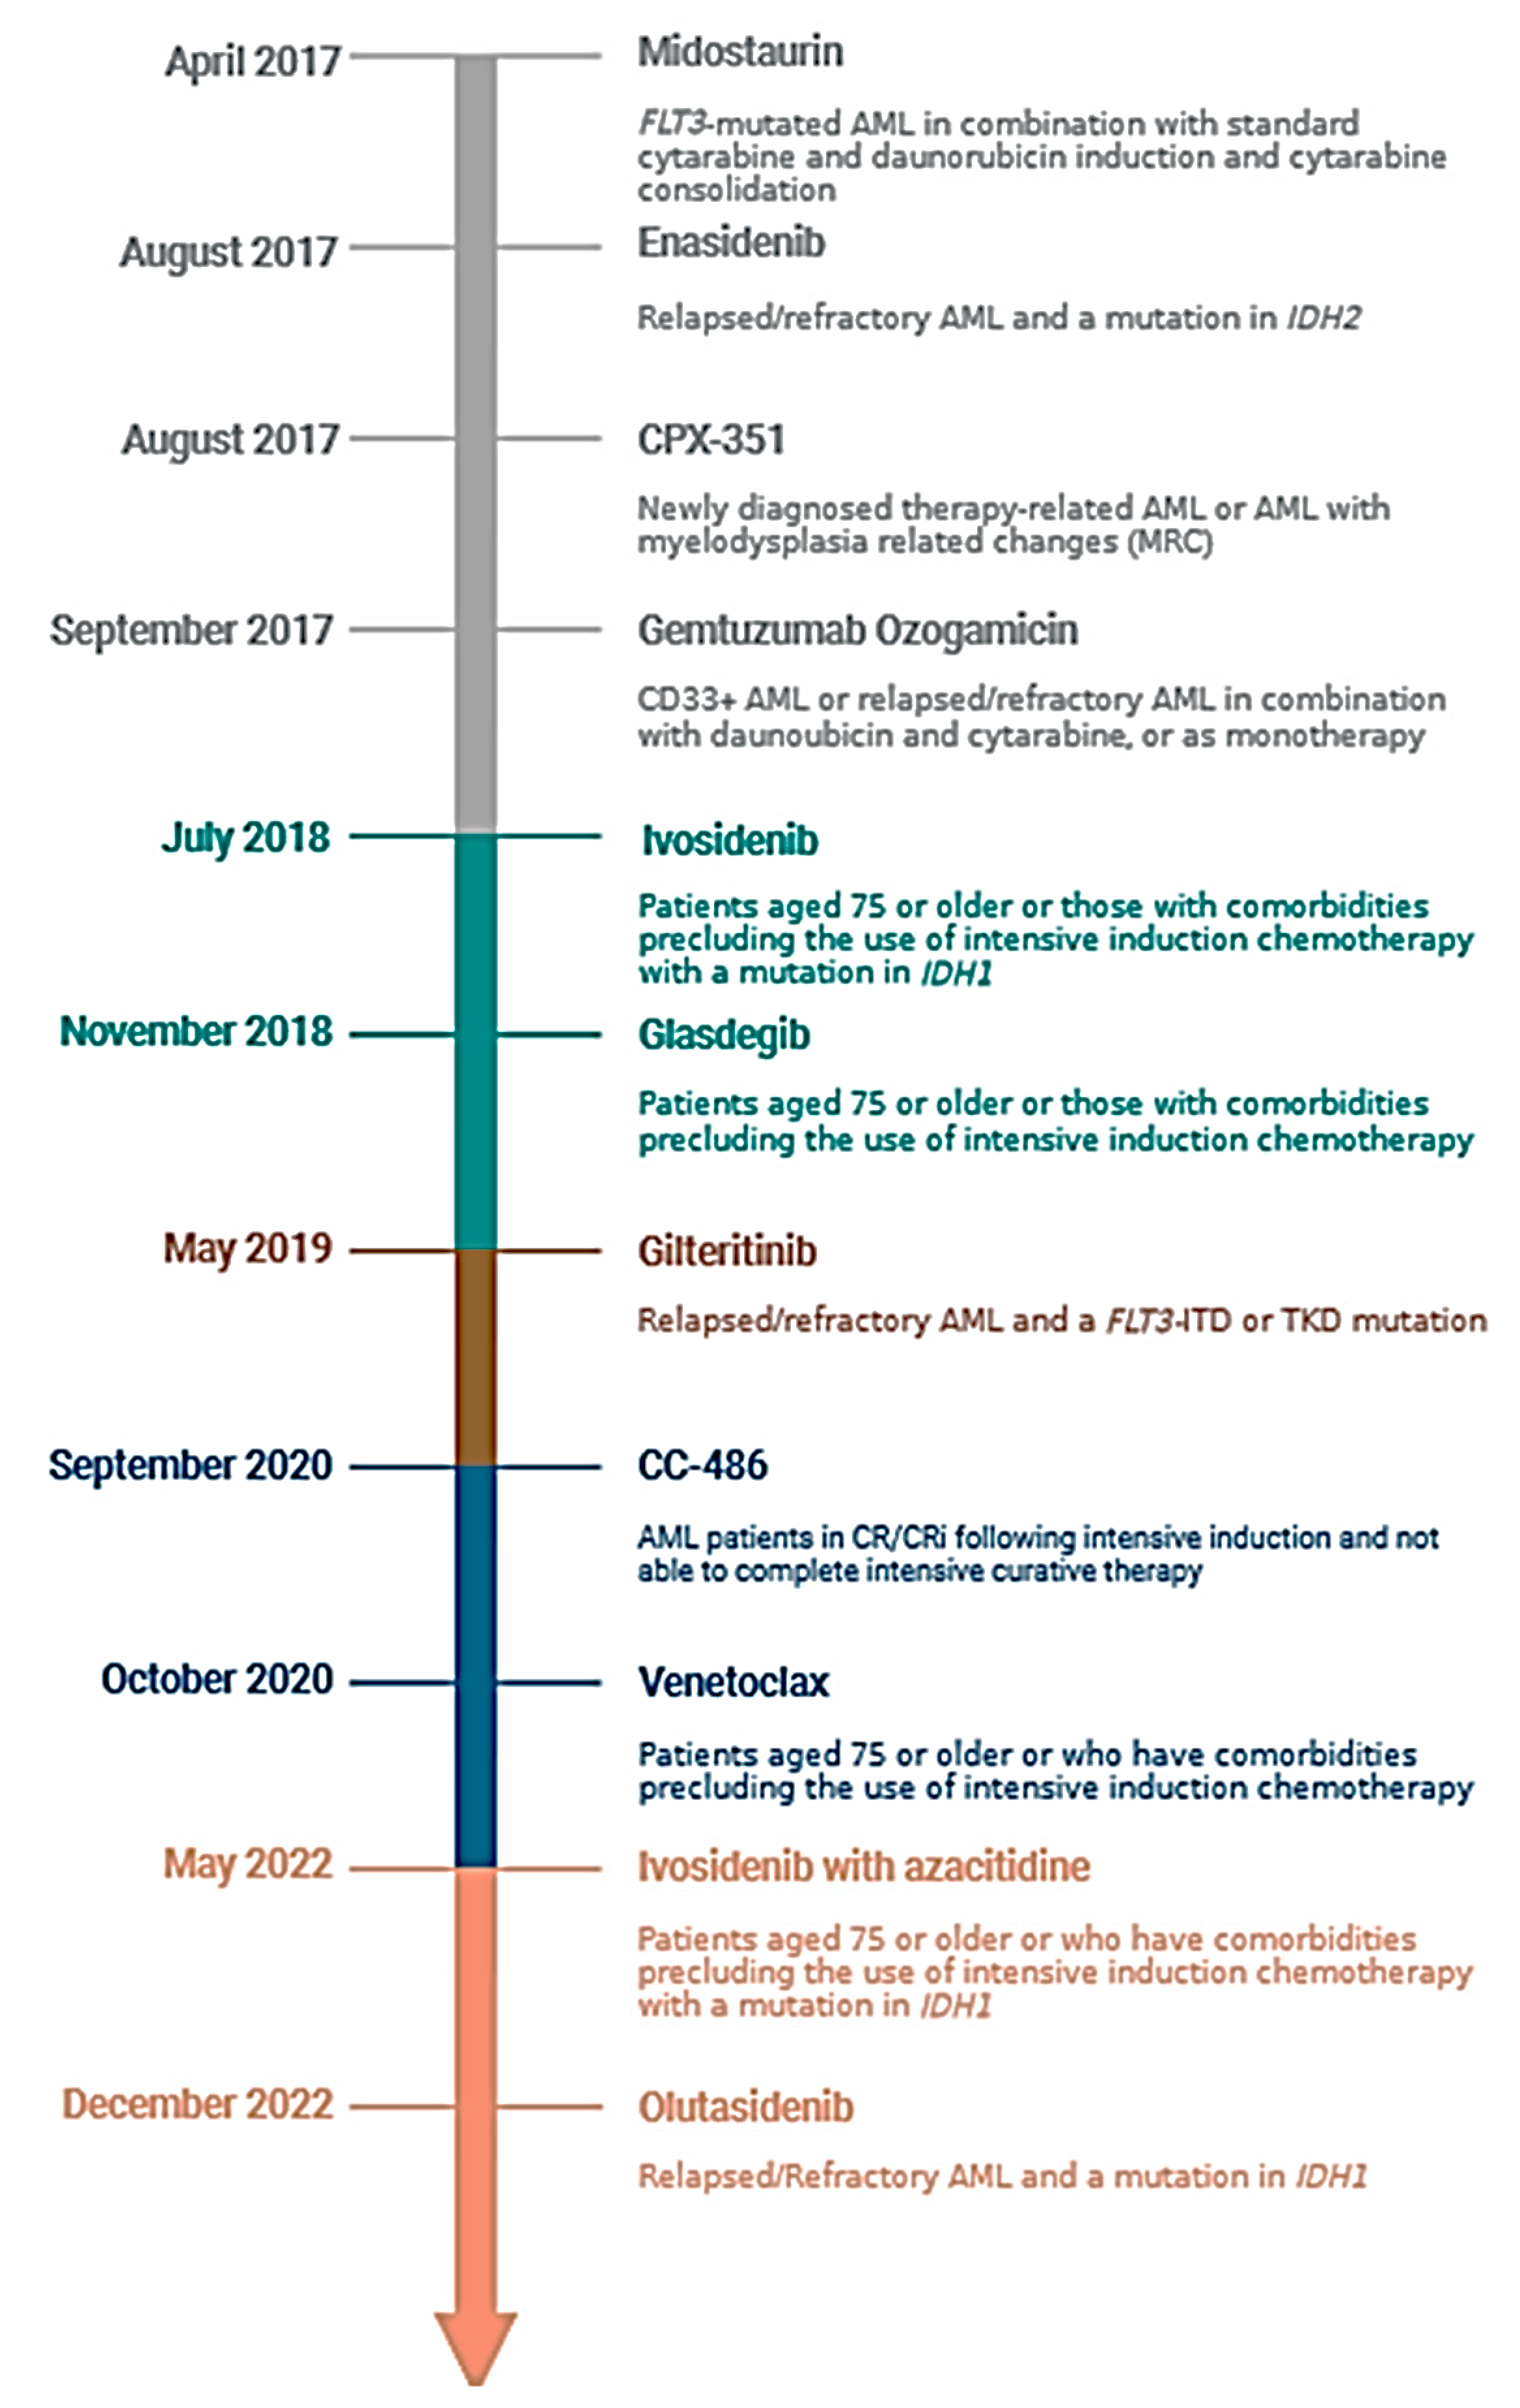 April 2017
Midostaurin
FLT3-mutated AML in combination with standard
cytarabine and daunorubicin induction and cytarabine
consolidation
August 2017
Enasidenib
Relapsed/refractory AML and a mutation in IDH2
August 2017
CPX-351
Newly diagnosed therapy-related AML or AML with
myelodysplasia related changes (MRC)
September 2017
Gemtuzumab Ozogamicin
CD33+ AML or relapsed/refractory AML in combination
with daunoubicin and cytarabine, or as monotherapy
July 2018
Ivosidenib
Patients aged 75 or older or those with comorbidities
precluding the use of intensive induction chemotherapy
with a mutation in IDH1
November 2018
Glasdegib
Patients aged 75 or older or those with comorbidities
precluding the use of intensive induction chemotherapy
May 2019
Gilteritinib
Relapsed/refractory AML and a FLT3-ITD or TKD mutation
September 2020
CC-486
AML patients in CR/CRi following intensive induction and not
able to complete intensive curative therapy
October 2020
Venetoclax
Patients aged 75 or older or who have comorbidities
precluding the use of intensive induction chemotherapy
May 2022
Ivosidenib with azacitidine
Patients aged 75 or older or who have comorbidities
precluding the use of intensive induction chemotherapy
with a mutation in IDH1
December 2022
Olutasidenib
Relapsed/Refractory AML and a mutation in IDH1